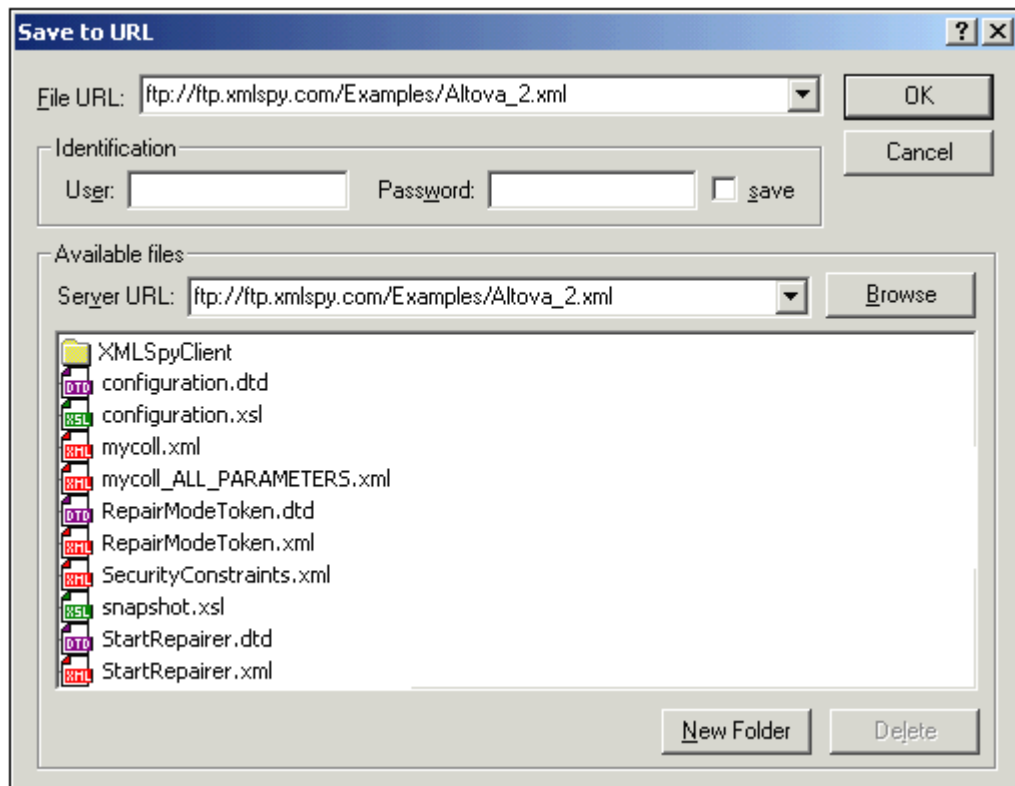 Save to URL
File URL: ftp://ftp.xmlspy.com/Examples/Altova_2.xml
OK
Cancel
Identification
User: Password: save
Available files
Server URL: ftp://ftp.xmlspy.com/Examples/Altova_2.xml Browse
XMLSpyClient
DTD configuration.dtd
XSL configuration.xsl
XML mycoll.xml
XML mycoll_ALL_PARAMETERS.xml
DTD RepairModeToken.dtd
XML RepairModeToken.xml
XML SecurityConstraints.xml
XSL snapshot.xsl
DTD StartRepairer.dtd
XML StartRepairer.xml
New Folder Delete